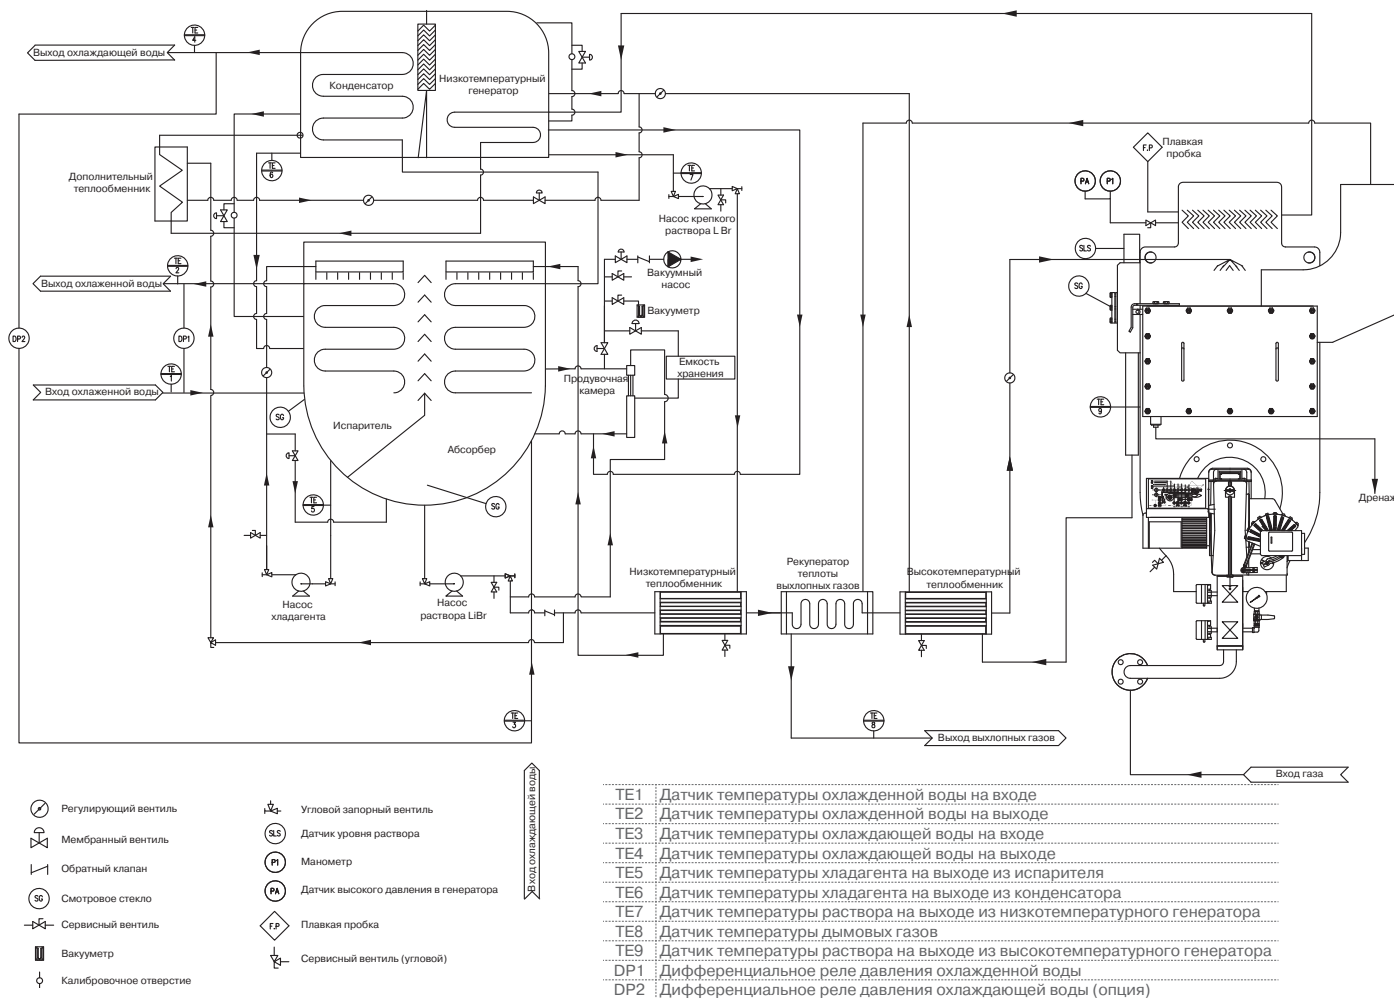 TE
4
Выход охлаждающей воды
Конденсатор
Низкотемпературный
генератор
Дополнительный
теплообменник
TE
6
TE
7
Насос крепкого
раствора L Br
F.P
Плавкая
пробка
PA
P1
SLS
SG
TE
2
Выход охлажденной воды
Вакуумный
насос
Вакууметр
DP2
DP1
TE
1
Вход охлажденной воды
Продувочная
камера
Емкость
хранения
SG
Испаритель
Абсорбер
TE
9
TE
5
SG
Дренаж
Насос
хладагента
Насос
раствора LiBr
Низкотемпературный
теплообменник
Рекуператор
теплоты
выхлопных газов
Высокотемпературный
теплообменник
TE
3
TE
8
Выход выхлопных газов
Вход газа
Вход охлаждающей воды
Регулирующий вентиль
Мембранный вентиль
Обратный клапан
SG
Смотровое стекло
Сервисный вентиль
Вакууметр
Калибровочное отверстие
Угловой запорный вентиль
SLS
Датчик уровня раствора
P1
Манометр
PA
Датчик высокого давления в генератора
F.P
Плавкая пробка
Сервисный вентиль (угловой)
TE1 Датчик температуры охлажденной воды на входе
TE2 Датчик температуры охлажденной воды на выходе
TE3 Датчик температуры охлаждающей воды на входе
TE4 Датчик температуры охлаждающей воды на выходе
TE5 Датчик температуры хладагента на выходе из испарителя
TE6 Датчик температуры хладагента на выходе из конденсатора
TE7 Датчик температуры раствора на выходе из низкотемпературного генератора
TE8 Датчик температуры дымовых газов
TE9 Датчик температуры раствора на выходе из высокотемпературного генератора
DP1 Дифференциальное реле давления охлажденной воды
DP2 Дифференциальное реле давления охлаждающей воды (опция)